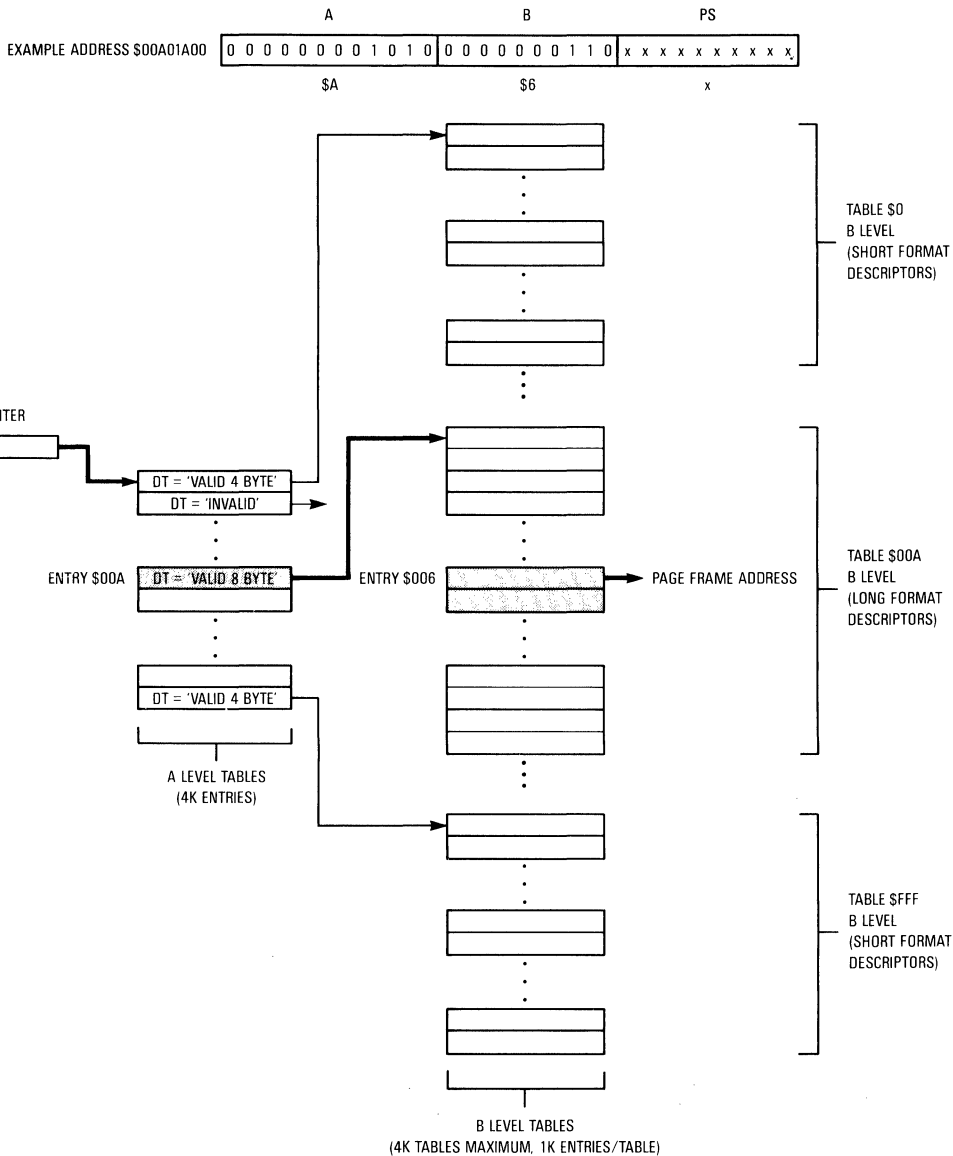 A B PS
EXAMPLE ADDRESS $00A01A00 0 0 0 0 0 0 0 0 1 0 1 0 0 0 0 0 0 0 0 1 1 0 x x x x x x x x x x
$A $6 x
TABLE $0
B LEVEL
(SHORT FORMAT
DESCRIPTORS)
NTER
DT = 'VALID 4 BYTE'
DT = 'INVALID'
ENTRY $00A DT = 'VALID 8 BYTE' ENTRY $006 PAGE FRAME ADDRESS
TABLE $00A
B LEVEL
(LONG FORMAT
DESCRIPTORS)
DT = 'VALID 4 BYTE'
A LEVEL TABLES
(4K ENTRIES)
TABLE $FFF
B LEVEL
(SHORT FORMAT
DESCRIPTORS)
B LEVEL TABLES
(4K TABLES MAXIMUM, 1K ENTRIES/TABLE)